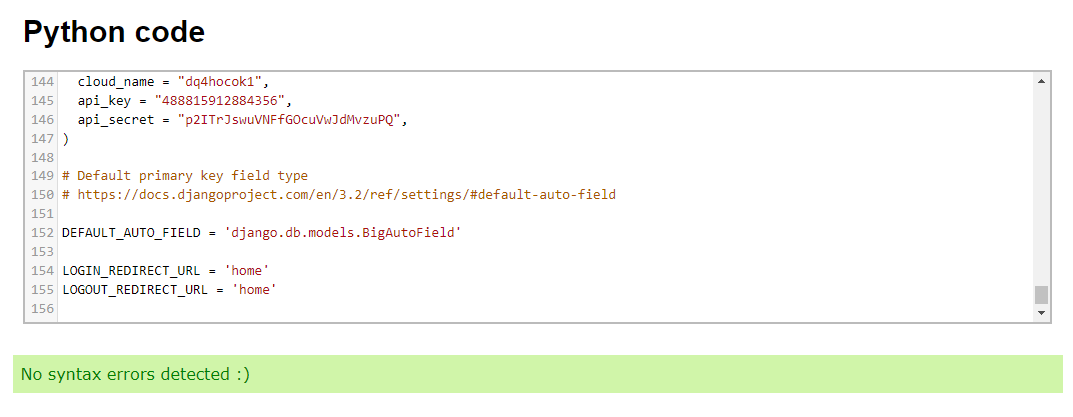 Python code
144 cloud_name = "dq4hocok1",
145 api_key = "488815912884356",
146 api_secret = "p2ITrJswuVNFfGOcuVwJdMvzuPQ",
147 )
148
149 # Default primary key field type
150 # https://docs.djangoproject.com/en/3.2/ref/settings/#default-auto-field
151
152 DEFAULT_AUTO_FIELD = 'django.db.models.BigAutoField'
153
154 LOGIN_REDIRECT_URL = 'home'
155 LOGOUT_REDIRECT_URL = 'home'
156
No syntax errors detected :)